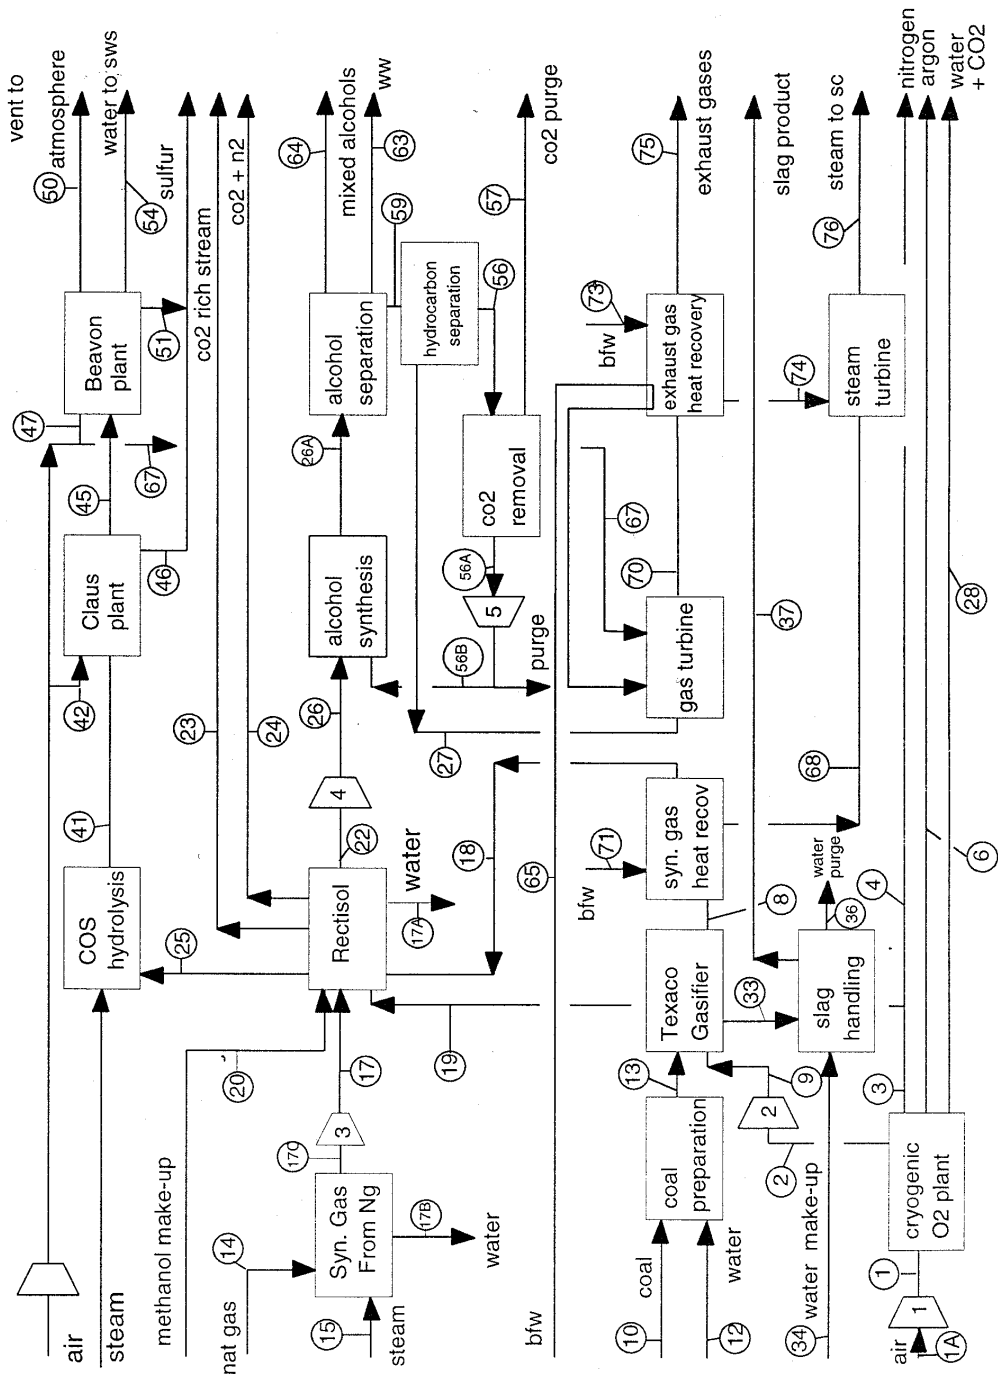 air
steam
methanol make-up
nat gas
14
15
steam
Syn. Gas
From Ng
17B
water
17C
3
17
20
COS
hydrolysis
25
41
42
Claus
plant
45
46
47
67
Beavon
plant
50
vent to
atmosphere
54
water to sws
51
sulfur
co2 rich stream
23
24
co2 + n2
Rectisol
17A
water
18
19
22
4
26
alcohol
synthesis
26A
alcohol
separation
64
mixed alcohols
63
ww
59
hydrocarbon
separation
56
co2
removal
57
co2 purge
56A
5
56B
purge
27
bfw
65
10
coal
12
water
coal
preparation
13
Texaco
Gasifier
8
bfw
71
syn. gas
heat recov
68
gas turbine
67
70
bfw
73
exhaust gas
heat recovery
75
exhaust gases
74
steam
turbine
76
steam to sc
34
water make-up
33
slag
handling
36
water
purge
37
slag product
2
2
9
air
1A
1
1
cryogenic
O2 plant
3
4
6
28
nitrogen
argon
water
+ CO2